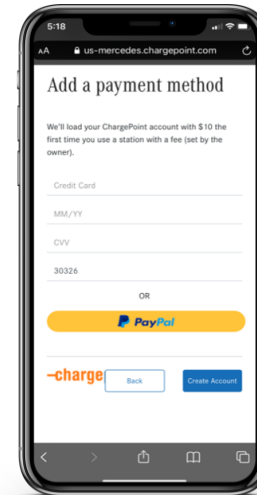 5:18
AA us-mercedes.chargepoint.com
Add a payment method
We'll load your ChargePoint account with $10 the
first time you use a station with a fee (set by the
owner).
Credit Card
MM/YY
CVV
30326
OR
PayPal
charge Back Create Account